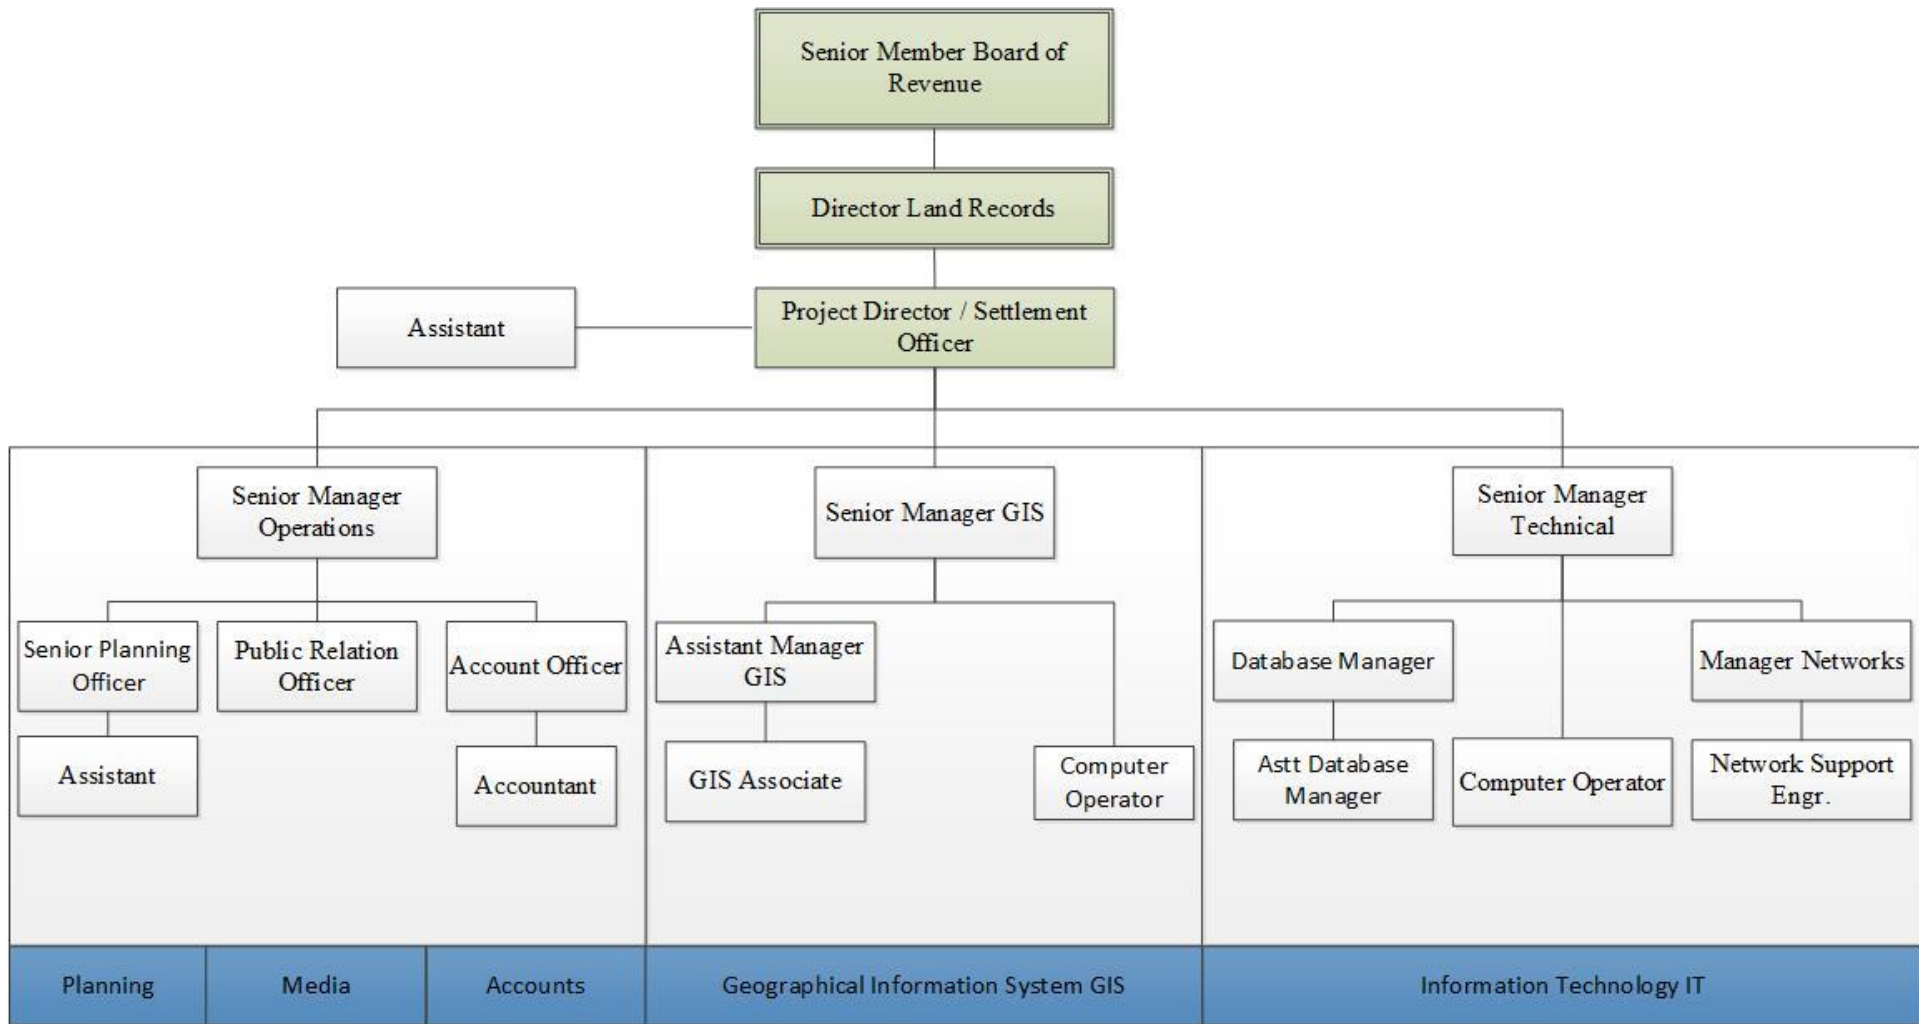 Senior Member Board of
Revenue
Director Land Records
Assistant
Project Director / Settlement
Officer
Senior Manager
Operations
Senior Manager GIS
Senior Manager
Technical
Senior Planning
Officer
Public Relation
Officer
Account Officer
Assistant Manager
GIS
Database Manager
Manager Networks
Assistant
Accountant
GIS Associate
Computer
Operator
Astt Database
Manager
Computer Operator
Network Support
Engr.
Planning
Media
Accounts
Geographical Information System GIS
Information Technology IT